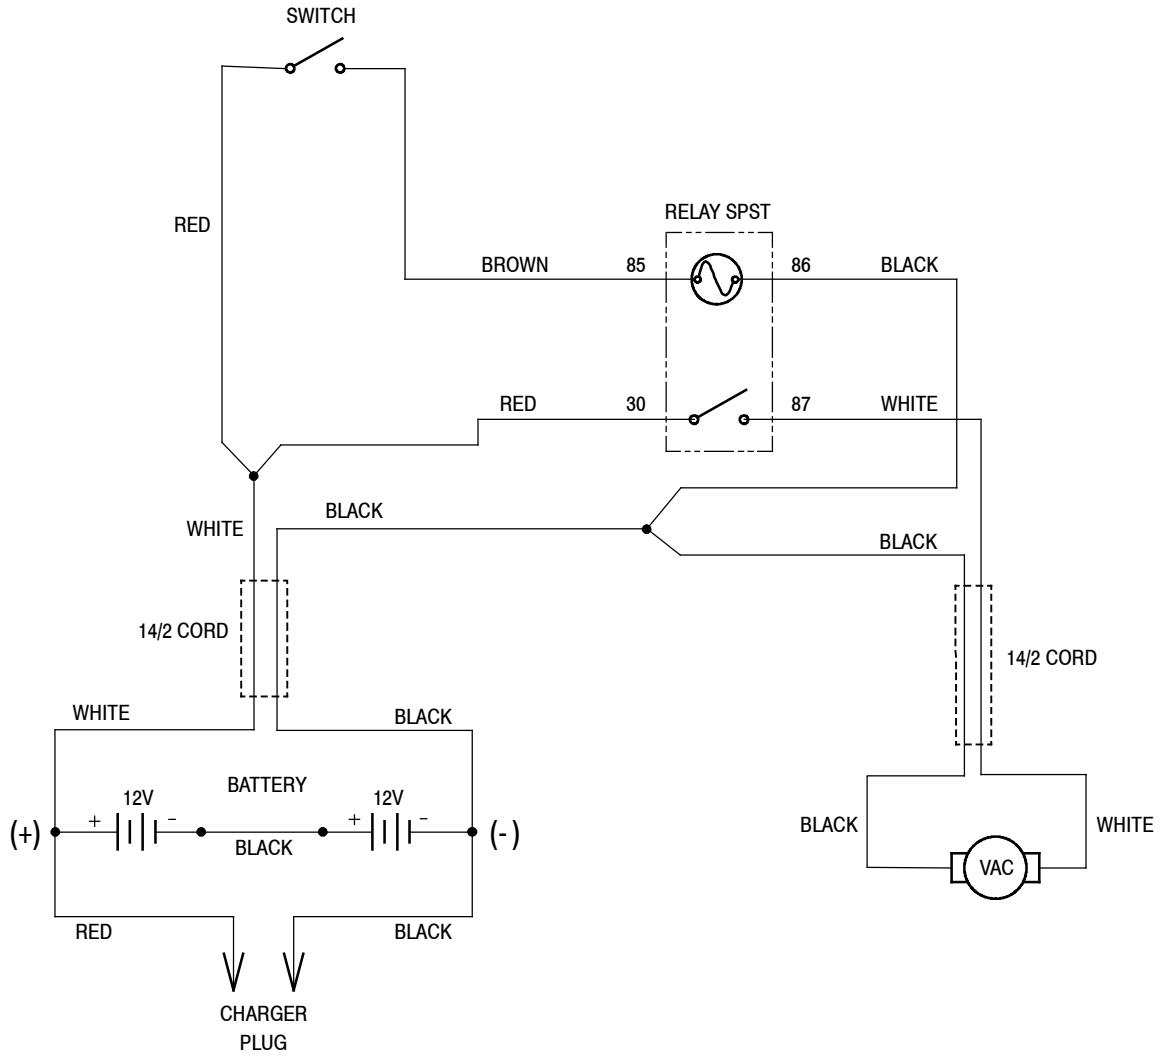 SWITCH
RED
RELAY SPST
BROWN
85
86
BLACK
RED
30
87
WHITE
WHITE
BLACK
BLACK
14/2 CORD
14/2 CORD
WHITE
BLACK
BATTERY
12V
12V
+
-
+
-
(+)
(-)
BLACK
BLACK
WHITE
VAC
RED
BLACK
CHARGER
PLUG